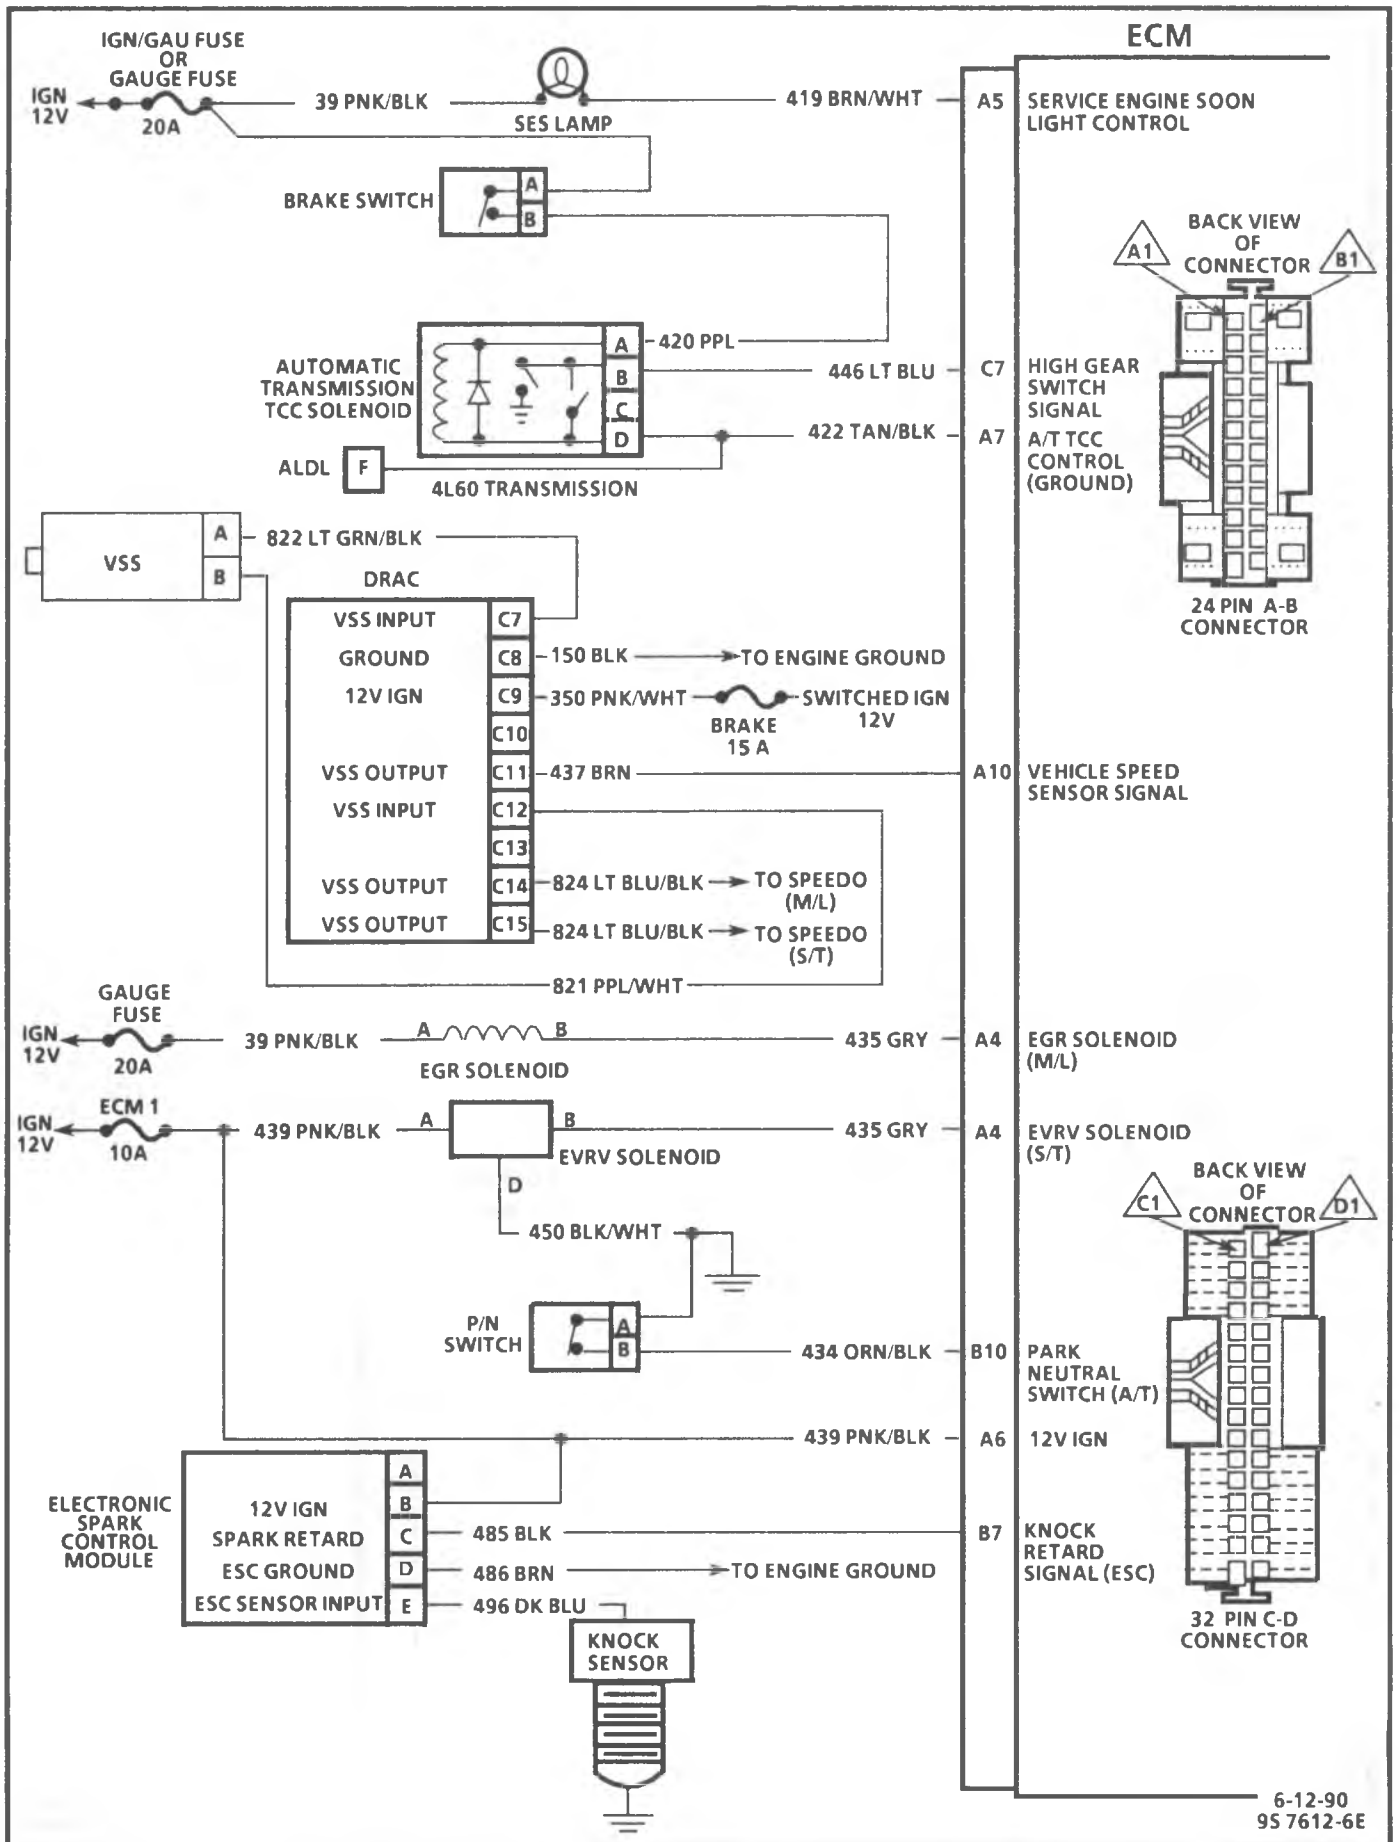 ECM
IGN/GAU FUSE
OR
GAUGE FUSE
IGN
12V
20A
39 PNK/BLK
SES LAMP
419 BRN/WHT
A5
SERVICE ENGINE SOON
LIGHT CONTROL
BRAKE SWITCH
A
B
BACK VIEW
OF
CONNECTOR
A1
B1
AUTOMATIC
TRANSMISSION
TCC SOLENOID
A
B
C
D
420 PPL
446 LT BLU
C7
HIGH GEAR
SWITCH
SIGNAL
422 TAN/BLK
A7
A/T TCC
CONTROL
(GROUND)
ALDL
F
4L60 TRANSMISSION
VSS
A
B
822 LT GRN/BLK
24 PIN A-B
CONNECTOR
DRAC
VSS INPUT
C7
GROUND
C8
150 BLK
TO ENGINE GROUND
12V IGN
C9
350 PNK/WHT
SWITCHED IGN
12V
BRAKE
15 A
C10
VSS OUTPUT
C11
437 BRN
A10
VEHICLE SPEED
SENSOR SIGNAL
VSS INPUT
C12
C13
VSS OUTPUT
C14
824 LT BLU/BLK
TO SPEEDO
(M/L)
VSS OUTPUT
C15
824 LT BLU/BLK
TO SPEEDO
(S/T)
821 PPL/WHT
GAUGE
FUSE
IGN
12V
20A
39 PNK/BLK
A
B
EGR SOLENOID
435 GRY
A4
EGR SOLENOID
(M/L)
ECM 1
IGN
12V
10A
439 PNK/BLK
A
B
EVRV SOLENOID
D
435 GRY
A4
EVRV SOLENOID
(S/T)
BACK VIEW
OF
CONNECTOR
C1
D1
450 BLK/WHT
P/N
SWITCH
A
B
434 ORN/BLK
B10
PARK
NEUTRAL
SWITCH (A/T)
439 PNK/BLK
A6
12V IGN
ELECTRONIC
SPARK
CONTROL
MODULE
A
12V IGN
B
SPARK RETARD
C
485 BLK
B7
KNOCK
RETARD
SIGNAL (ESC)
ESC GROUND
D
486 BRN
TO ENGINE GROUND
ESC SENSOR INPUT
E
496 DK BLU
KNOCK
SENSOR
32 PIN C-D
CONNECTOR
6-12-90
9S 7612-6E